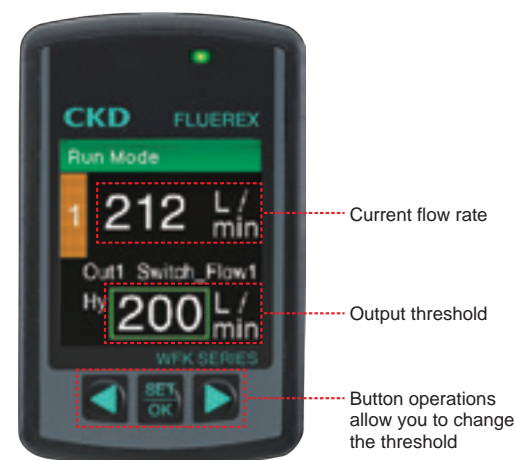 CKD FLUEREX
Run Mode
1 212 L/min
Current flow rate
Out1 Switch_Flow1
Hy 200 L/min
Output threshold
WFK SERIES
SET
OK
Button operations
allow you to change
the threshold